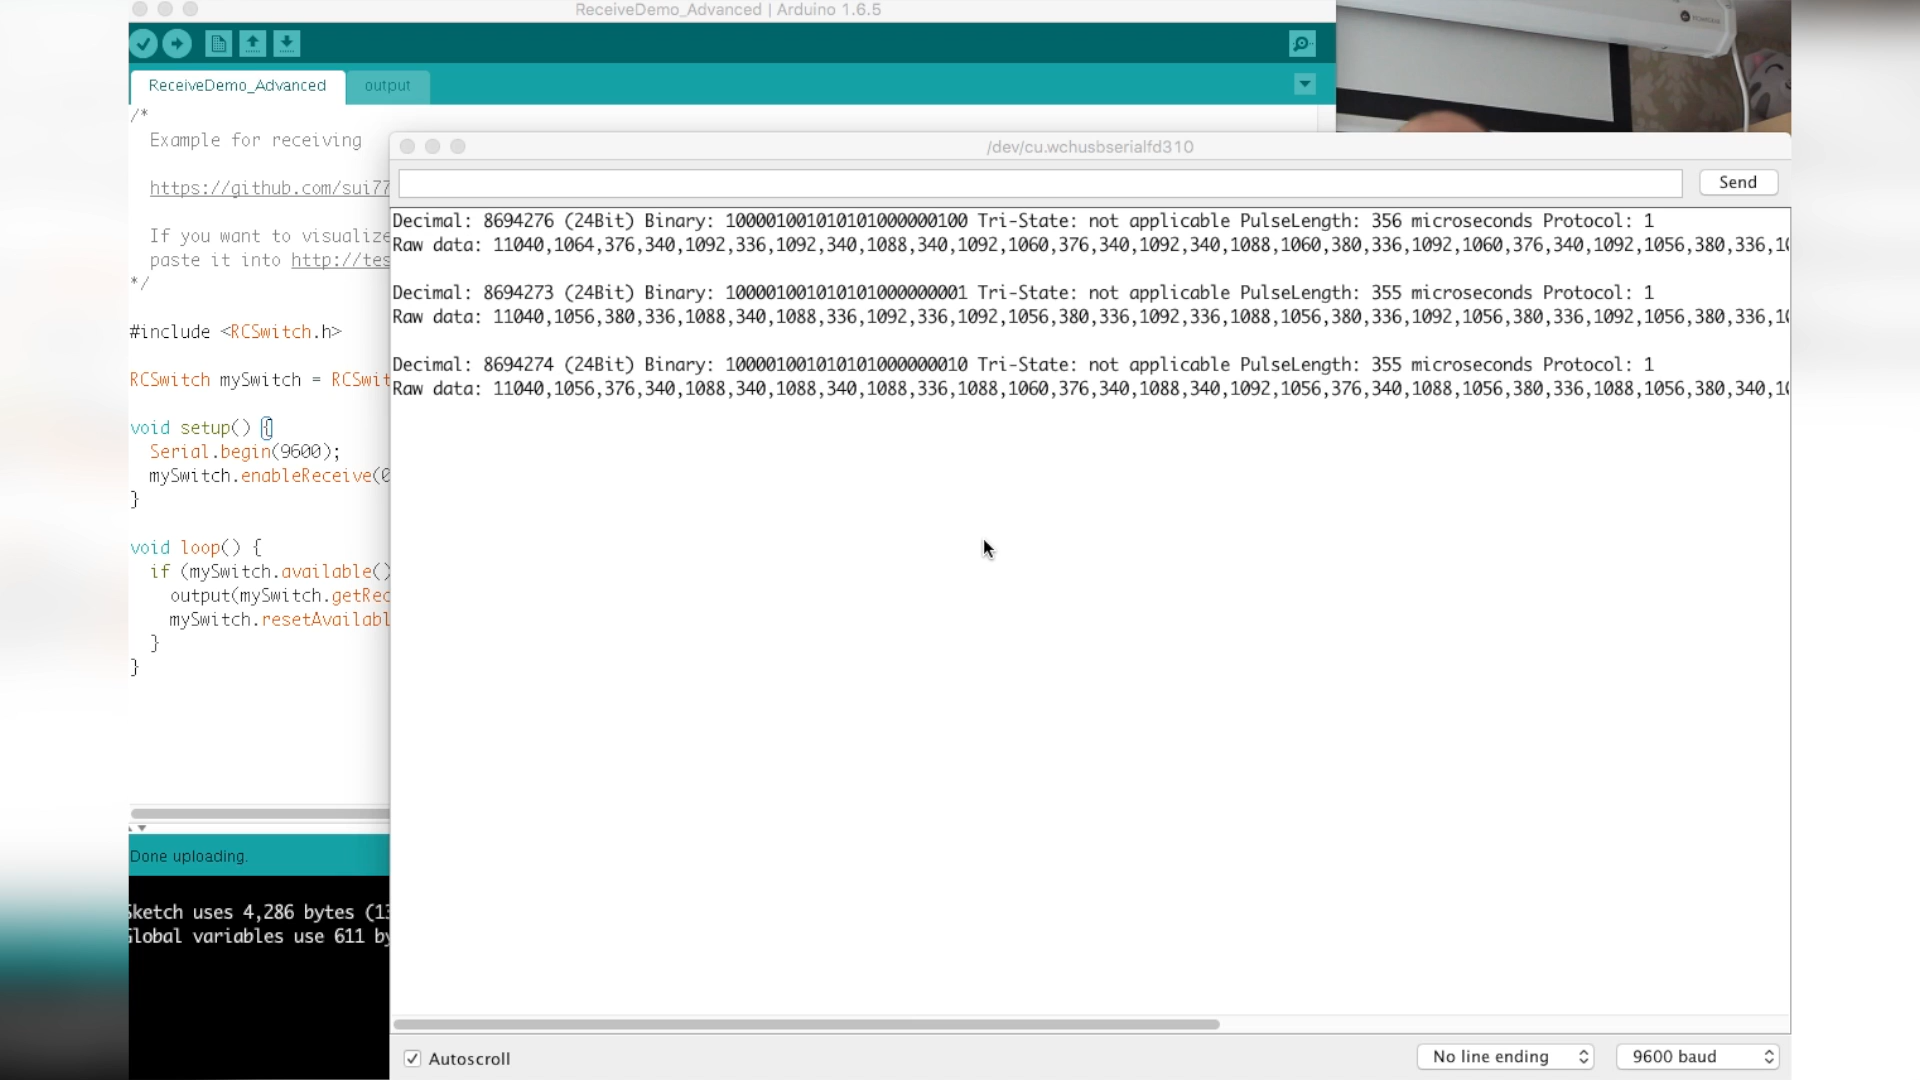 ReceiveDemo_Advanced | Arduino 1.6.5
ReceiveDemo_Advanced
output
/*
Example for receiving
https://github.com/sui77
If you want to visualize
paste it into http://tes
*/
#include <RCSwitch.h>
RCSwitch mySwitch = RCSwit
void setup() {
Serial.begin(9600);
mySwitch.enableReceive(0
}
void loop() {
if (mySwitch.available()
output(mySwitch.getRec
mySwitch.resetAvailabl
}
}
Done uploading.
Sketch uses 4,286 bytes (13
Global variables use 611 by
/dev/cu.wchusbserialfd310
Send
Decimal: 8694276 (24Bit) Binary: 100001001010101000000100 Tri-State: not applicable PulseLength: 356 microseconds Protocol: 1
Raw data: 11040,1064,376,340,1092,336,1092,340,1088,340,1092,1060,376,340,1092,340,1088,1060,380,336,1092,1060,376,340,1092,1056,380,336,10
Decimal: 8694273 (24Bit) Binary: 100001001010101000000001 Tri-State: not applicable PulseLength: 355 microseconds Protocol: 1
Raw data: 11040,1056,380,336,1088,340,1088,336,1092,336,1092,1056,380,336,1092,336,1088,1056,380,336,1092,1056,380,336,1092,1056,380,336,10
Decimal: 8694274 (24Bit) Binary: 100001001010101000000010 Tri-State: not applicable PulseLength: 355 microseconds Protocol: 1
Raw data: 11040,1056,376,340,1088,340,1088,340,1088,336,1088,1060,376,340,1088,340,1092,1056,376,340,1088,1056,380,336,1088,1056,380,340,10
Autoscroll
No line ending
9600 baud